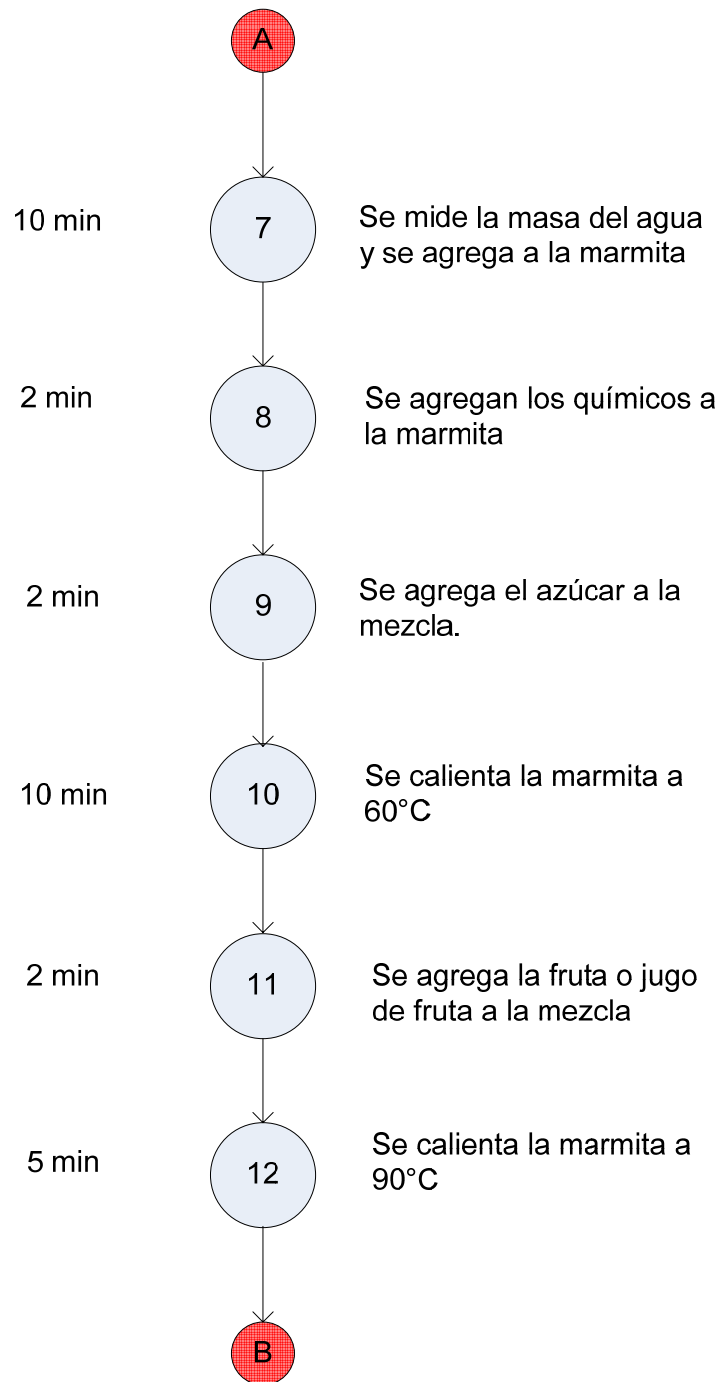 A
10 min
7
Se mide la masa del agua
y se agrega a la marmita
2 min
8
Se agregan los químicos a
la marmita
2 min
9
Se agrega el azúcar a la
mezcla.
10 min
10
Se calienta la marmita a
60°C
2 min
11
Se agrega la fruta o jugo
de fruta a la mezcla
5 min
12
Se calienta la marmita a
90°C
B